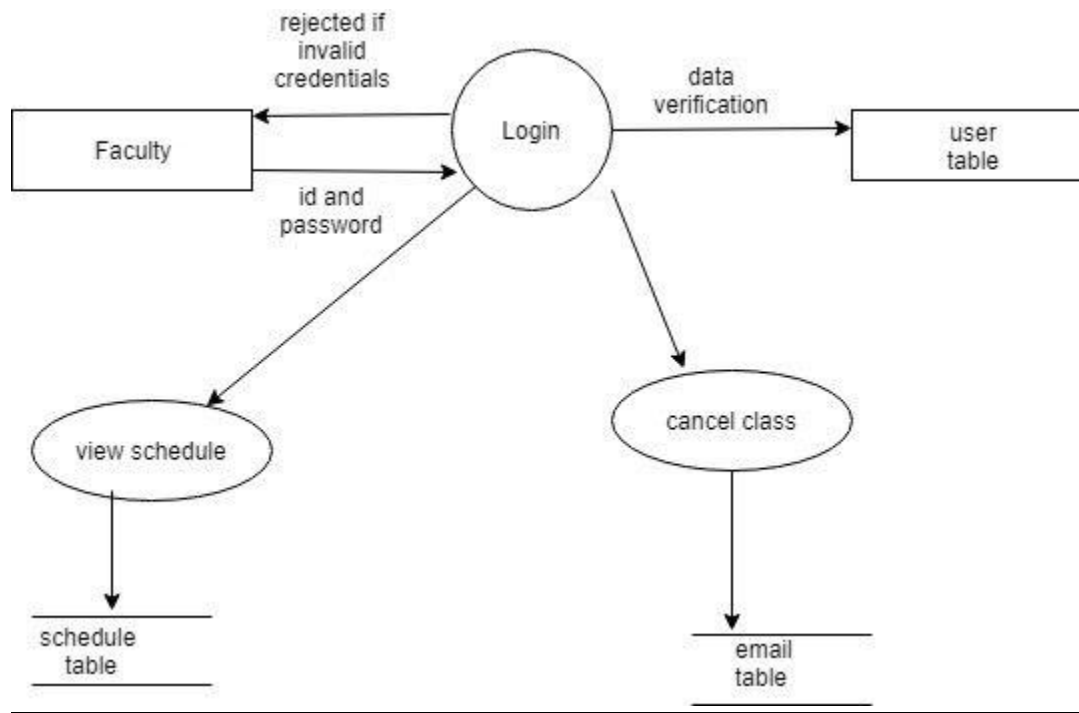 rejected if
invalid
credentials
Login
data
verification
Faculty
user
table
id and
password
view schedule
cancel class
schedule
table
email
table